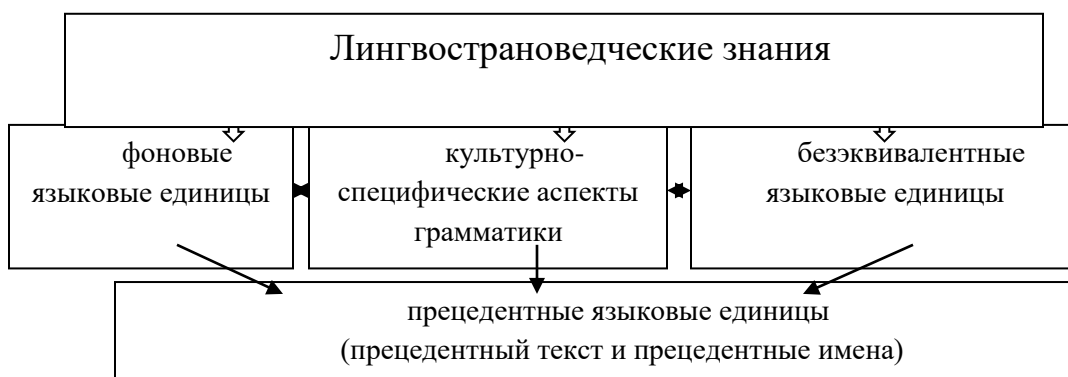 Лингвострановедческие знания
фоновые
языковые единицы
культурно-
специфические аспекты
грамматики
безэквивалентные
языковые единицы
прецедентные языковые единицы
(прецедентный текст и прецедентные имена)